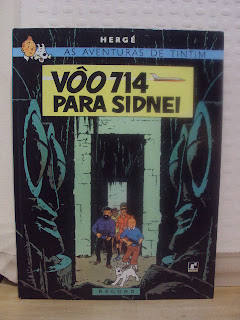 HERGÉ
AS AVENTURAS DE TINTIM
VÔO 714
PARA SIDNEI
RECORD